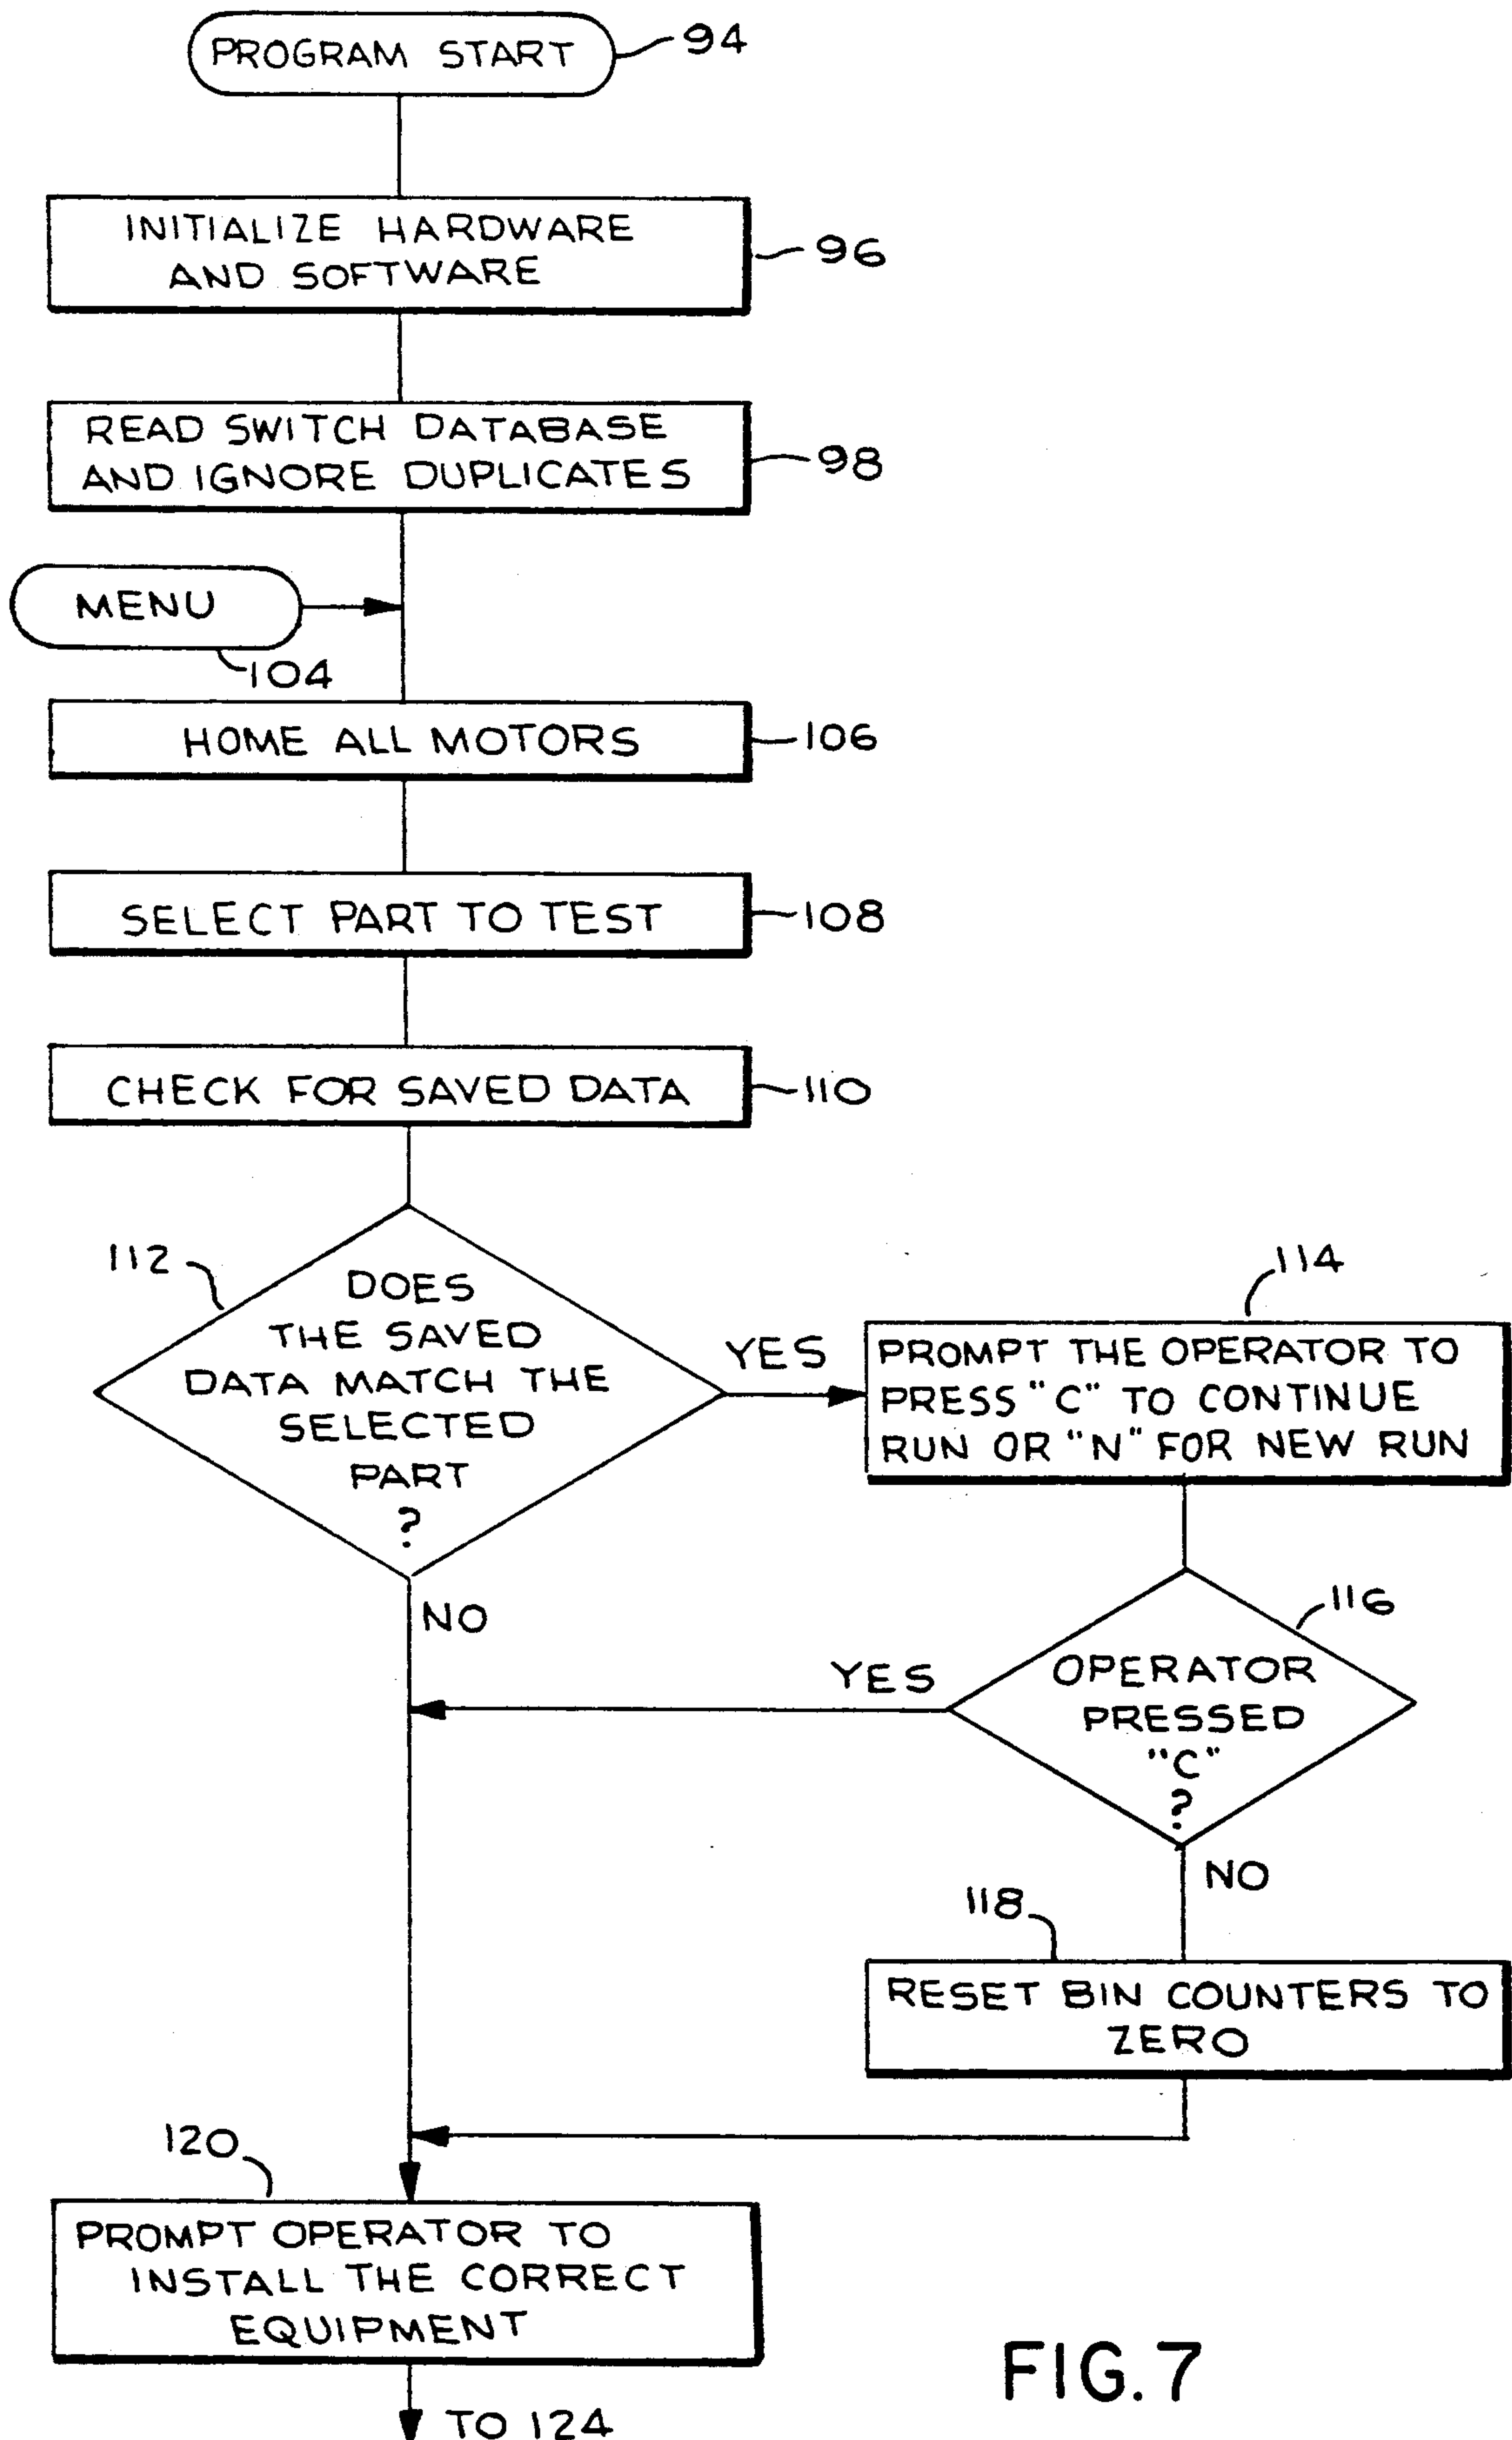 PROGRAM START
94
INITIALIZE HARDWARE
AND SOFTWARE
96
READ SWITCH DATABASE
AND IGNORE DUPLICATES
98
MENU
104
HOME ALL MOTORS
106
SELECT PART TO TEST
108
CHECK FOR SAVED DATA
110
112
DOES
THE SAVED
DATA MATCH THE
SELECTED
PART
?
YES
NO
114
PROMPT THE OPERATOR TO
PRESS "C" TO CONTINUE
RUN OR "N" FOR NEW RUN
116
OPERATOR
PRESSED
"C"
?
YES
NO
118
RESET BIN COUNTERS TO
ZERO
120
PROMPT OPERATOR TO
INSTALL THE CORRECT
EQUIPMENT
TO 124
FIG. 7